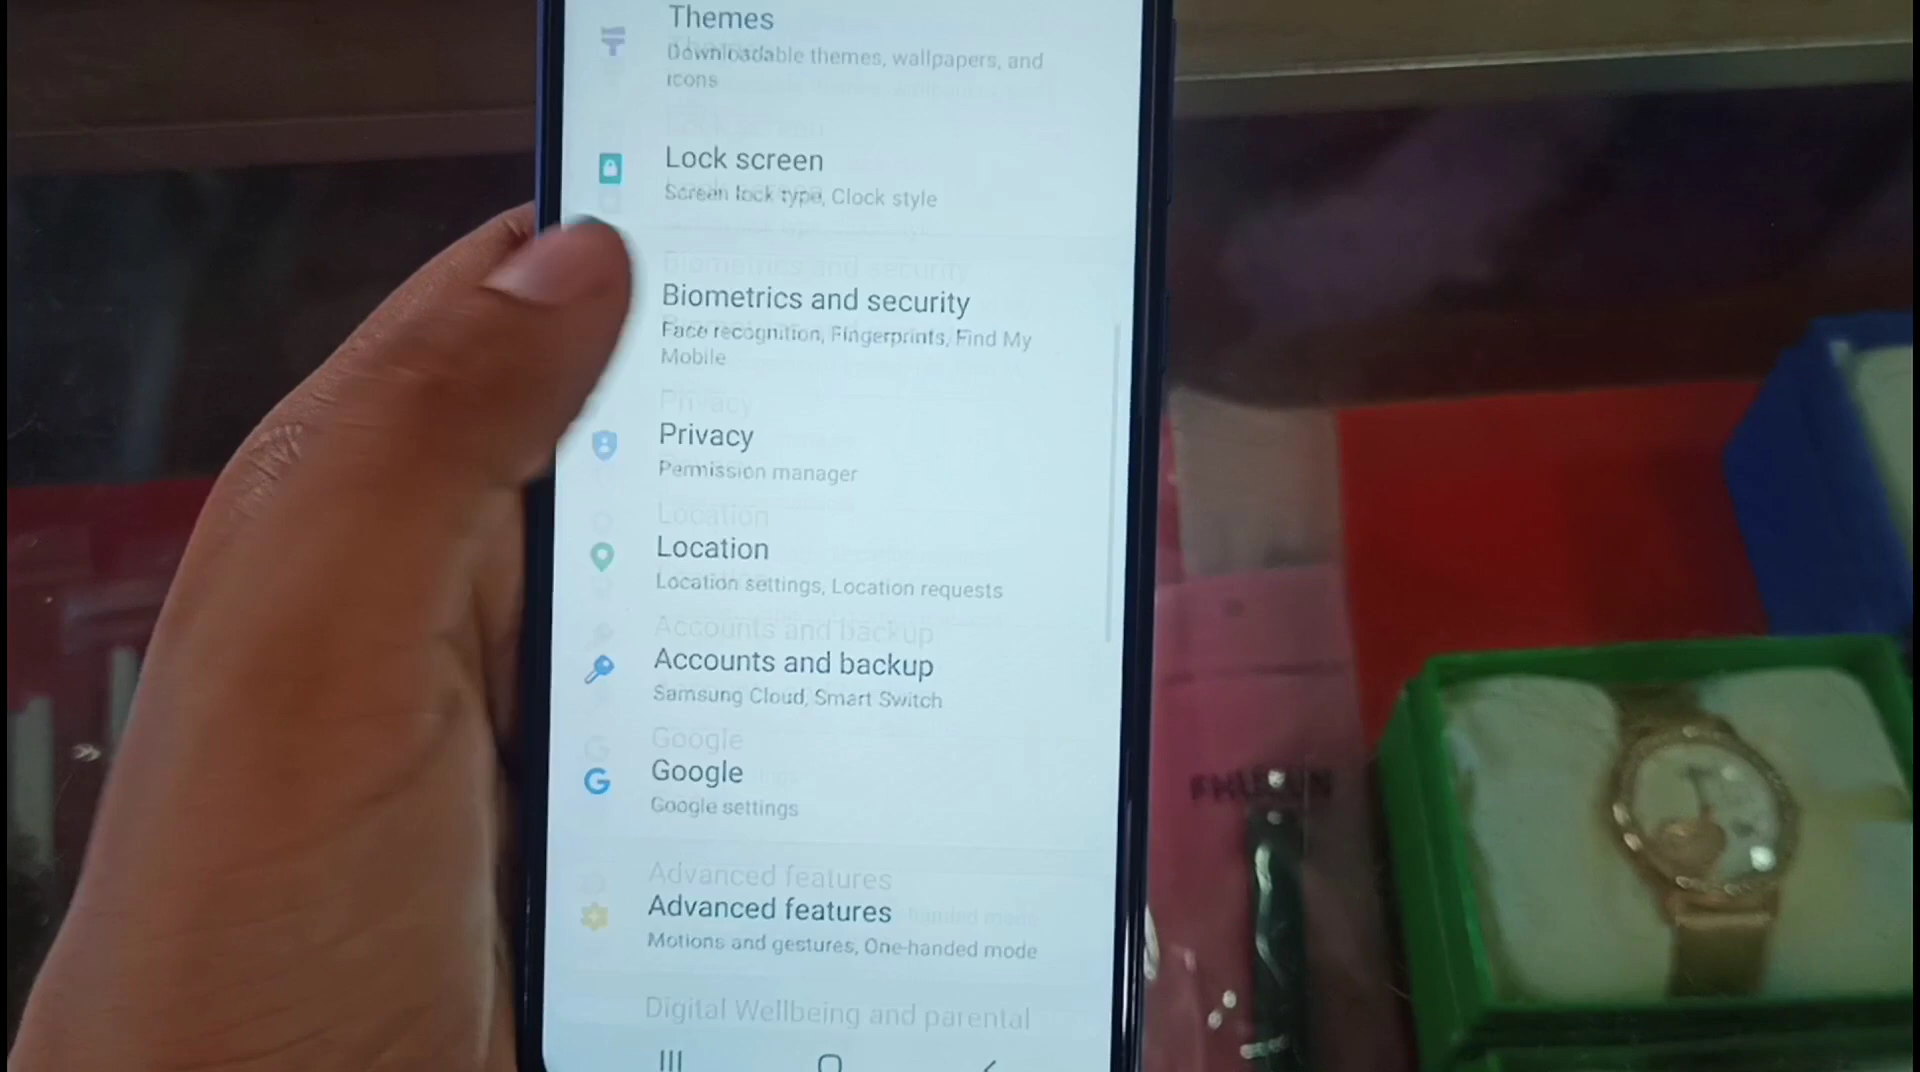 Themes
Downloadable themes, wallpapers, and
icons
Lock screen
Screen lock type, Clock style
Biometrics and security
Face recognition, Fingerprints, Find My
Mobile
Privacy
Permission manager
Location
Location settings, Location requests
Accounts and backup
Samsung Cloud, Smart Switch
Google
Google settings
Advanced features
Motions and gestures, One-handed mode
Digital Wellbeing and parental